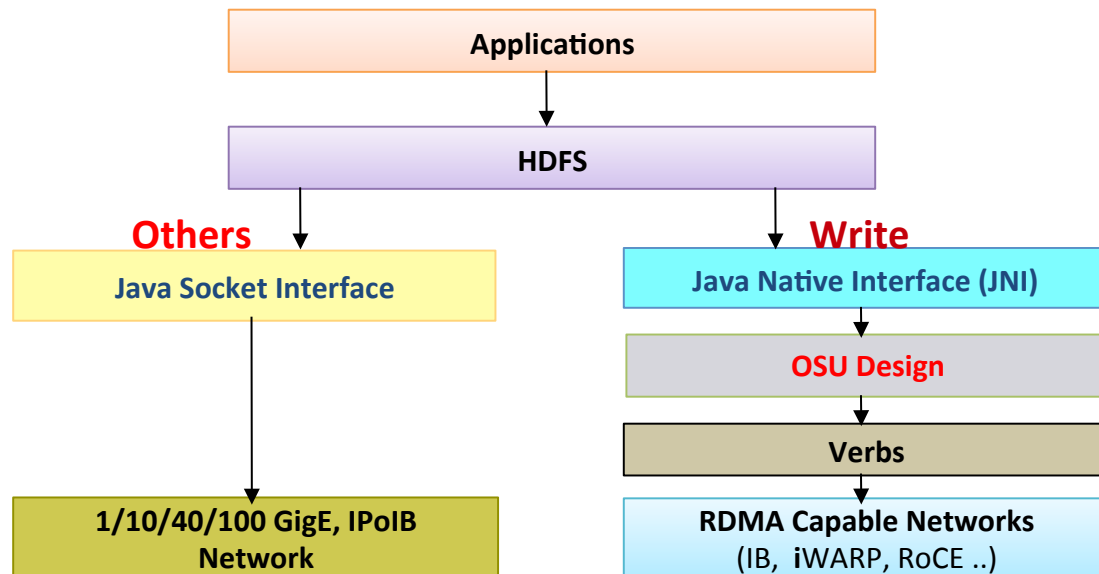 Applications
HDFS
Others
Write
Java Socket Interface
Java Native Interface (JNI)
OSU Design
Verbs
1/10/40/100 GigE, IPoIB
Network
RDMA Capable Networks
(IB, iWARP, RoCE ..)